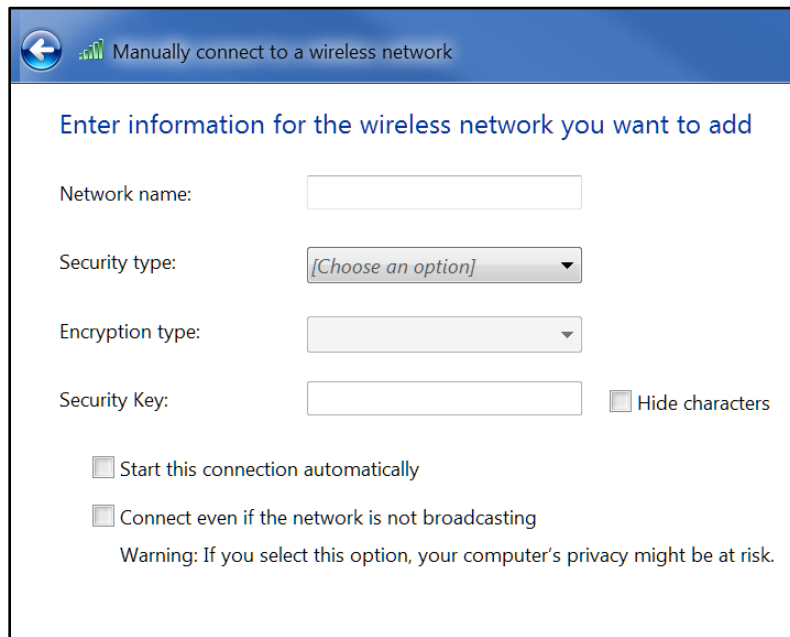 Manually connect to a wireless network
Enter information for the wireless network you want to add
Network name:
Security type:
[Choose an option]
Encryption type:
Security Key:
Hide characters
Start this connection automatically
Connect even if the network is not broadcasting
Warning: If you select this option, your computer's privacy might be at risk.